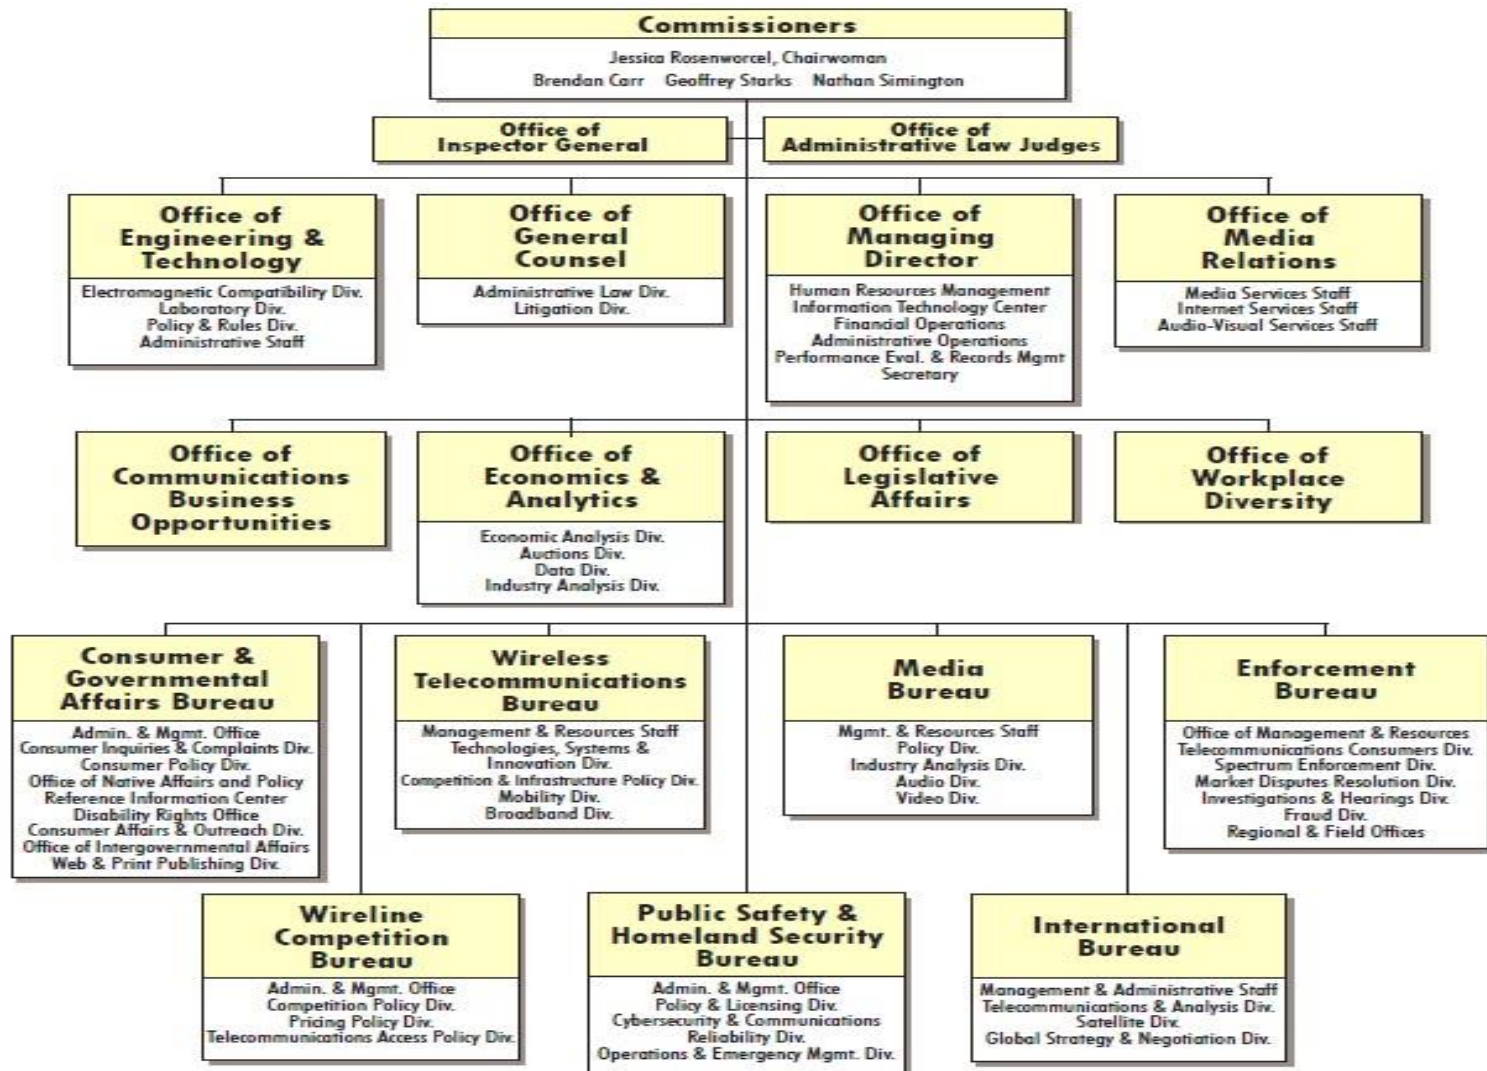 Commissioners
Jessica Rosenworcel, Chairwoman
Brendan Carr Geoffrey Starks Nathan Simington
Office of
Inspector General
Office of
Administrative Law Judges
Office of
Engineering &
Technology
Electromagnetic Compatibility Div.
Laboratory Div.
Policy & Rules Div.
Administrative Staff
Office of
General
Counsel
Administrative Law Div.
Litigation Div.
Office of
Managing
Director
Human Resources Management
Information Technology Center
Financial Operations
Administrative Operations
Performance Eval. & Records Mgmt
Secretary
Office of
Media
Relations
Media Services Staff
Internet Services Staff
Audio-Visual Services Staff
Office of
Communications
Business
Opportunities
Office of
Economics &
Analytics
Economic Analysis Div.
Auctions Div.
Data Div.
Industry Analysis Div.
Office of
Legislative
Affairs
Office of
Workplace
Diversity
Consumer &
Governmental
Affairs Bureau
Admin. & Mgmt. Office
Consumer Inquiries & Complaints Div.
Consumer Policy Div.
Office of Native Affairs and Policy
Reference Information Center
Disability Rights Office
Consumer Affairs & Outreach Div.
Office of Intergovernmental Affairs
Web & Print Publishing Div.
Wireless
Telecommunications
Bureau
Management & Resources Staff
Technologies, Systems &
Innovation Div.
Competition & Infrastructure Policy Div.
Mobility Div.
Broadband Div.
Media
Bureau
Mgmt. & Resources Staff
Policy Div.
Industry Analysis Div.
Audio Div.
Video Div.
Enforcement
Bureau
Office of Management & Resources
Telecommunications Consumers Div.
Spectrum Enforcement Div.
Market Disputes Resolution Div.
Investigations & Hearings Div.
Fraud Div.
Regional & Field Offices
Wireline
Competition
Bureau
Admin. & Mgmt. Office
Competition Policy Div.
Pricing Policy Div.
Telecommunications Access Policy Div.
Public Safety &
Homeland Security
Bureau
Admin. & Mgmt. Office
Policy & Licensing Div.
Cybersecurity & Communications
Reliability Div.
Operations & Emergency Mgmt. Div.
International
Bureau
Management & Administrative Staff
Telecommunications & Analysis Div.
Satellite Div.
Global Strategy & Negotiation Div.